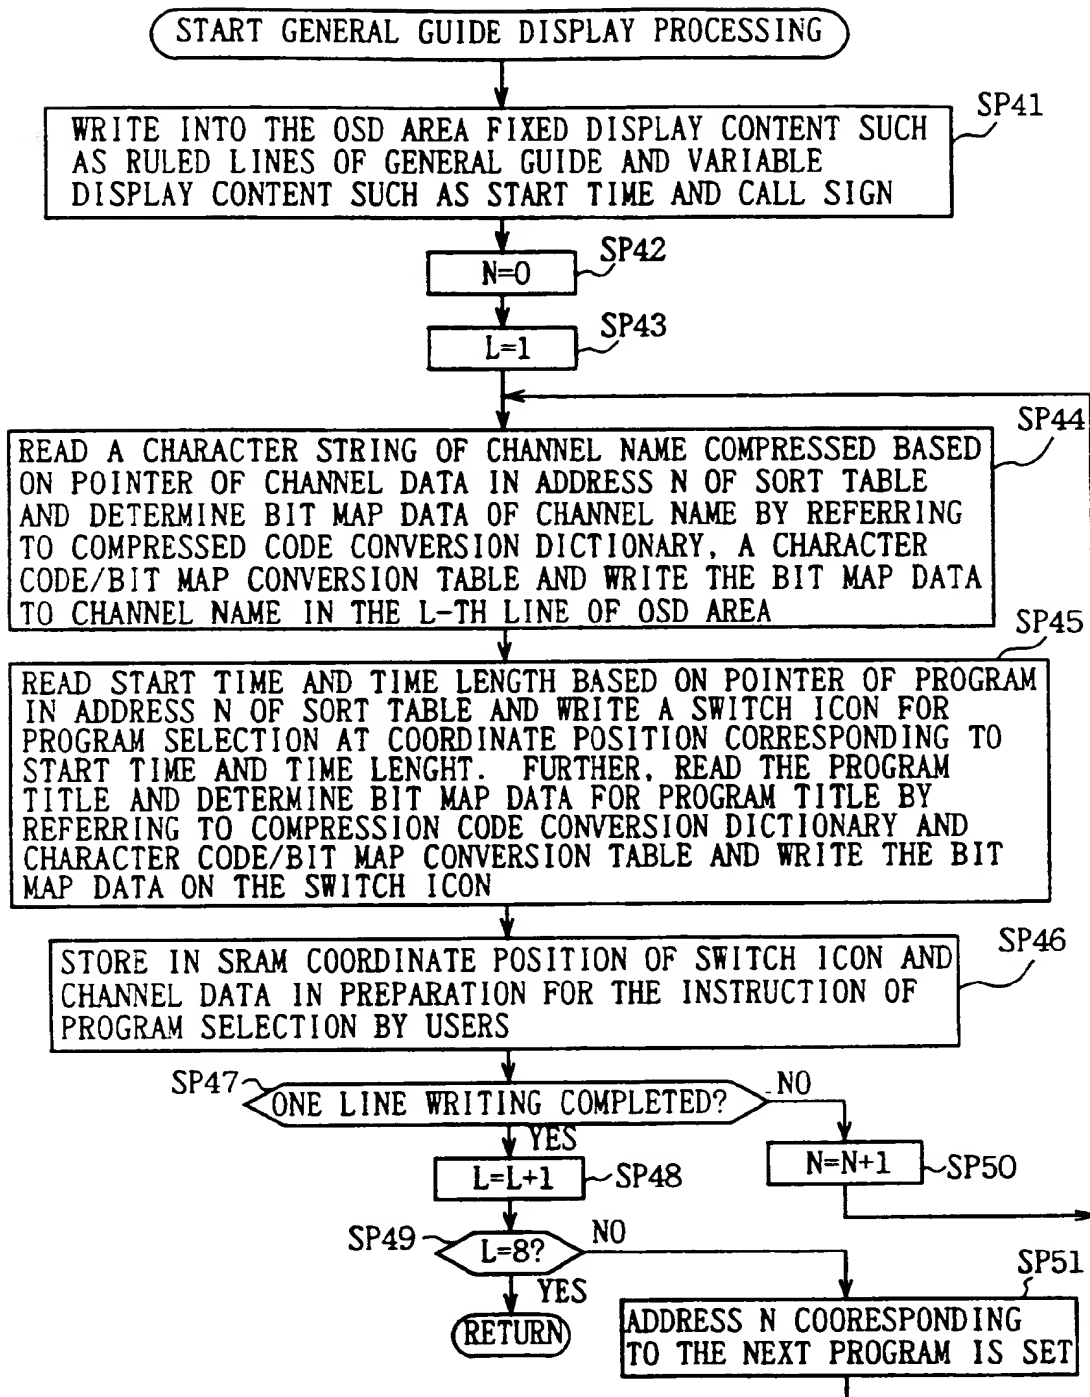 START GENERAL GUIDE DISPLAY PROCESSING
SP41
WRITE INTO THE OSD AREA FIXED DISPLAY CONTENT SUCH
AS RULED LINES OF GENERAL GUIDE AND VARIABLE
DISPLAY CONTENT SUCH AS START TIME AND CALL SIGN
SP42
N=0
SP43
L=1
SP44
READ A CHARACTER STRING OF CHANNEL NAME COMPRESSED BASED
ON POINTER OF CHANNEL DATA IN ADDRESS N OF SORT TABLE
AND DETERMINE BIT MAP DATA OF CHANNEL NAME BY REFERRING
TO COMPRESSED CODE CONVERSION DICTIONARY, A CHARACTER
CODE/BIT MAP CONVERSION TABLE AND WRITE THE BIT MAP DATA
TO CHANNEL NAME IN THE L-TH LINE OF OSD AREA
SP45
READ START TIME AND TIME LENGTH BASED ON POINTER OF PROGRAM
IN ADDRESS N OF SORT TABLE AND WRITE A SWITCH ICON FOR
PROGRAM SELECTION AT COORDINATE POSITION CORRESPONDING TO
START TIME AND TIME LENGHT. FURTHER, READ THE PROGRAM
TITLE AND DETERMINE BIT MAP DATA FOR PROGRAM TITLE BY
REFERRING TO COMPRESSION CODE CONVERSION DICTIONARY AND
CHARACTER CODE/BIT MAP CONVERSION TABLE AND WRITE THE BIT
MAP DATA ON THE SWITCH ICON
SP46
STORE IN SRAM COORDINATE POSITION OF SWITCH ICON AND
CHANNEL DATA IN PREPARATION FOR THE INSTRUCTION OF
PROGRAM SELECTION BY USERS
SP47
ONE LINE WRITING COMPLETED?
NO
YES
L=L+1
SP48
N=N+1
SP50
SP49
L=8?
NO
YES
RETURN
SP51
ADDRESS N COORESPONDING
TO THE NEXT PROGRAM IS SET